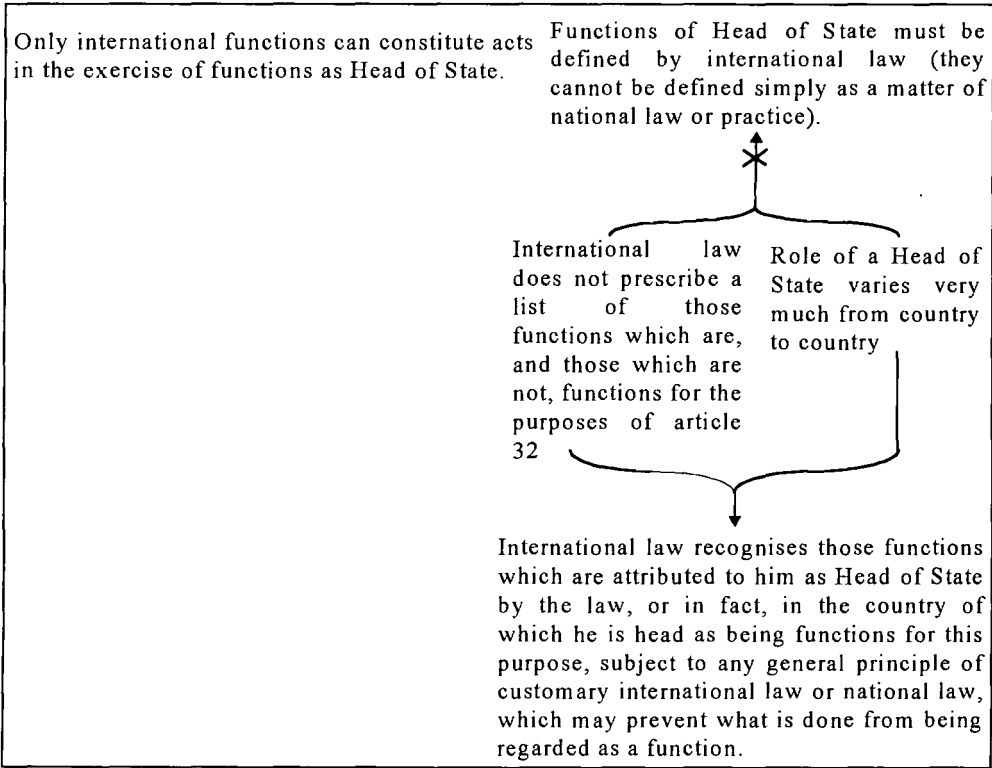 Only international functions can constitute acts
in the exercise of functions as Head of State.
Functions of Head of State must be
defined by international law (they
cannot be defined simply as a matter of
national law or practice).
International law
does not prescribe a
list of those
functions which are,
and those which are
not, functions for the
purposes of article
32
Role of a Head of
State varies very
much from country
to country
International law recognises those functions
which are attributed to him as Head of State
by the law, or in fact, in the country of
which he is head as being functions for this
purpose, subject to any general principle of
customary international law or national law,
which may prevent what is done from being
regarded as a function.